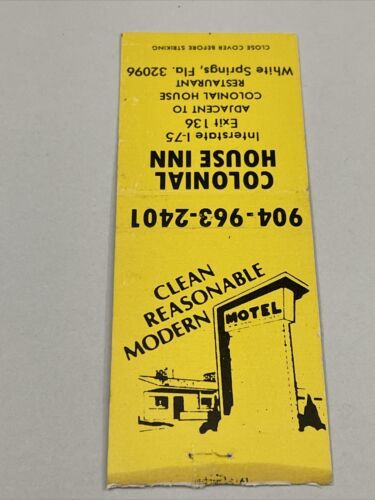 CLEAN
REASONABLE
MODERN
MOTEL
904-963-2401
COLONIAL
HOUSE INN
Interstate I-75
Exit 136
ADJACENT TO
COLONIAL HOUSE
RESTAURANT
White Springs, Fla. 32096
CLOSE COVER BEFORE STRIKING